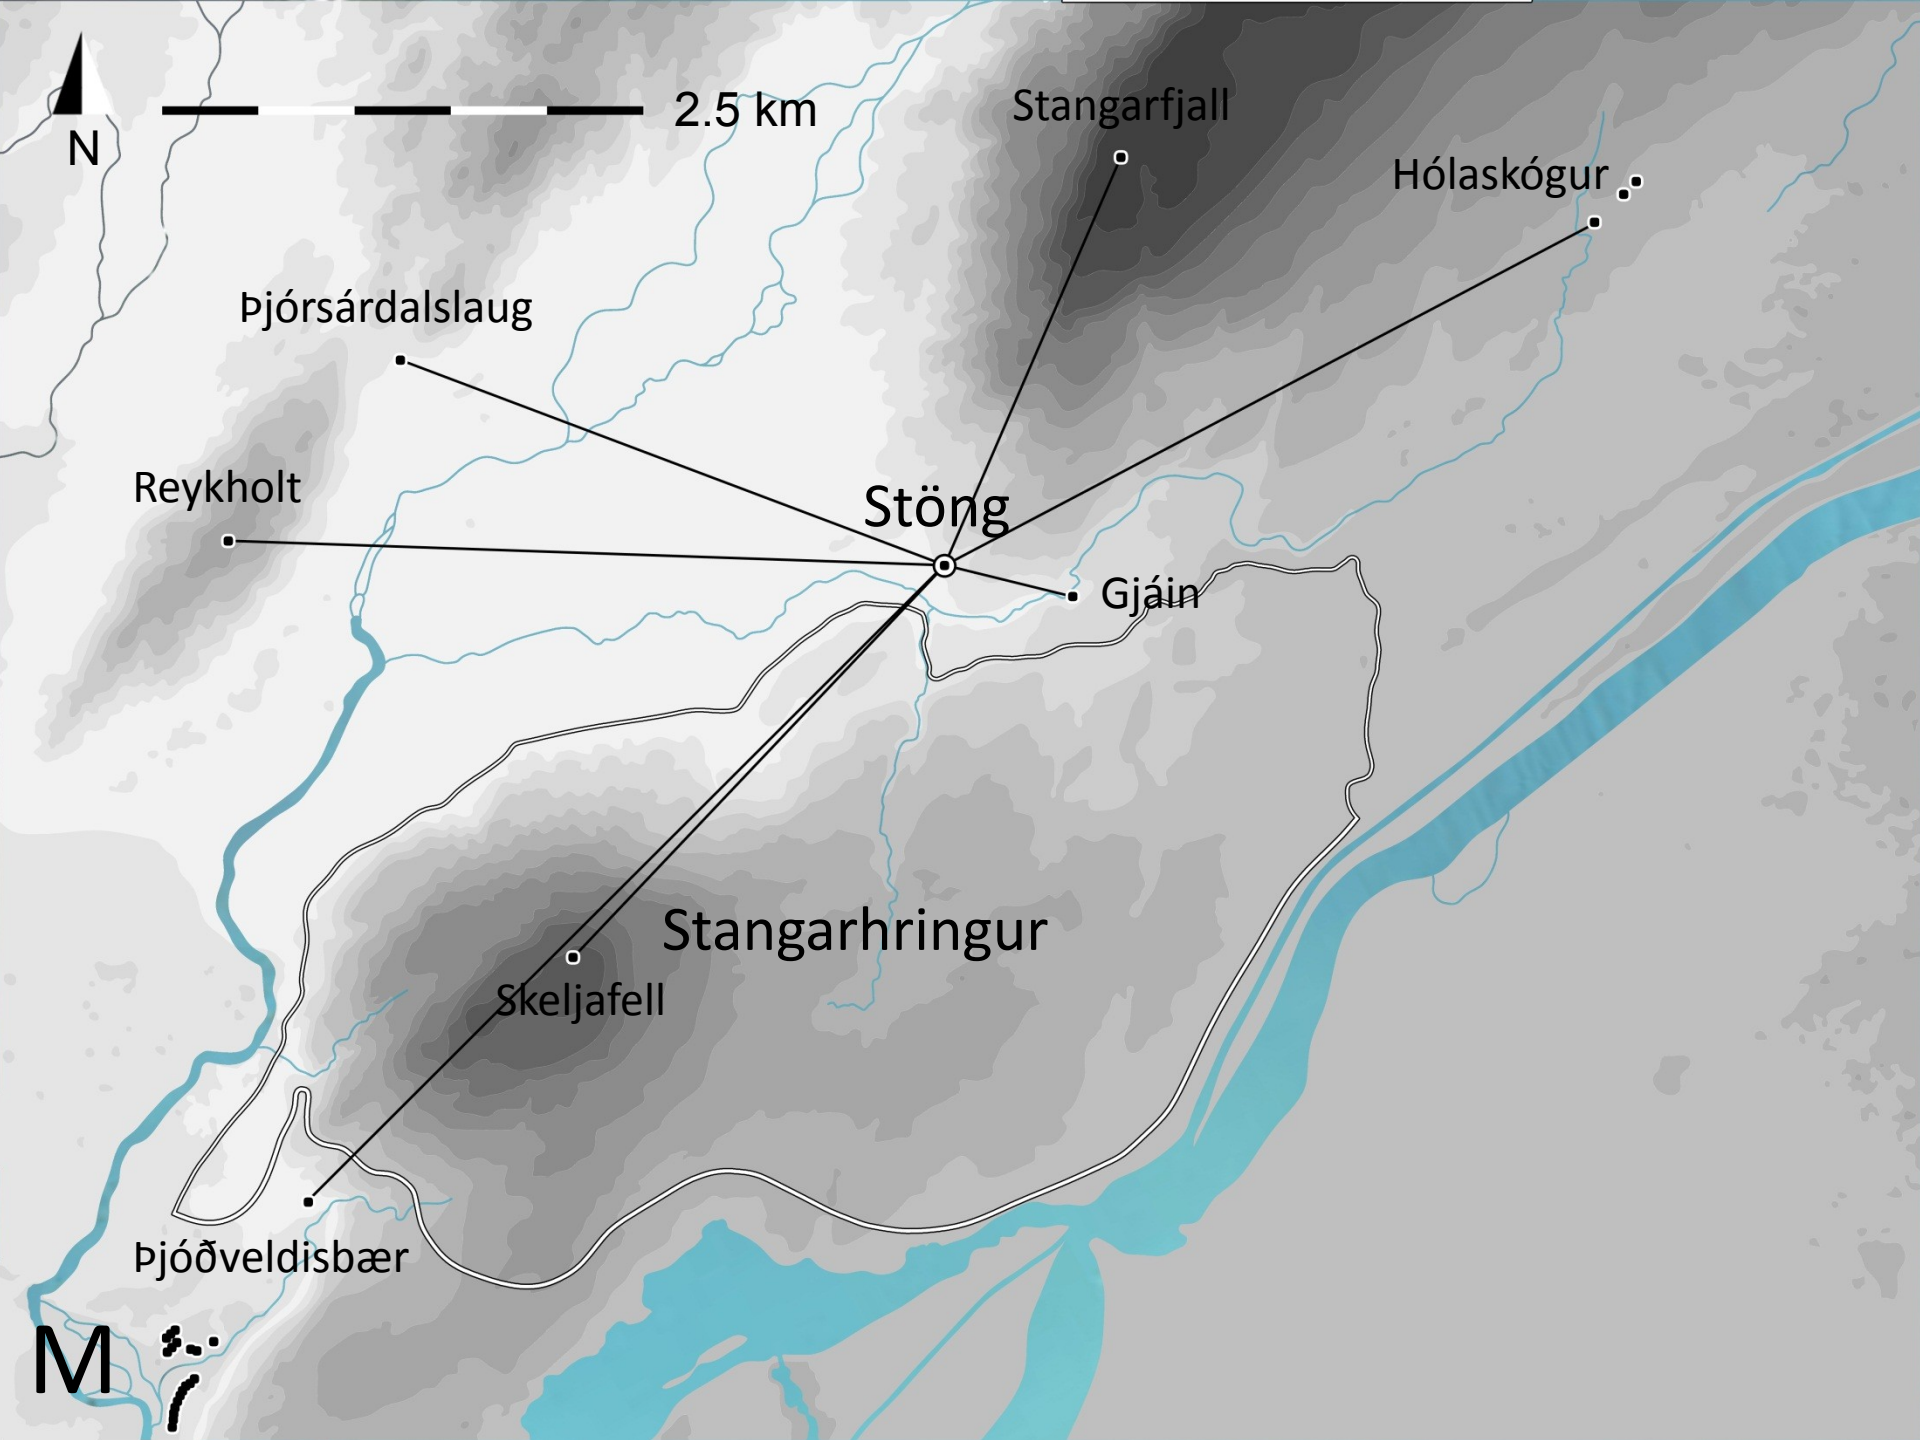 N
2.5 km
Stangarfjall
Hólaskógur
Þjórsárdalslaug
Reykholt
Stöng
Gjáin
Stangarhringur
Skeljafell
Þjóðveldisbær
M